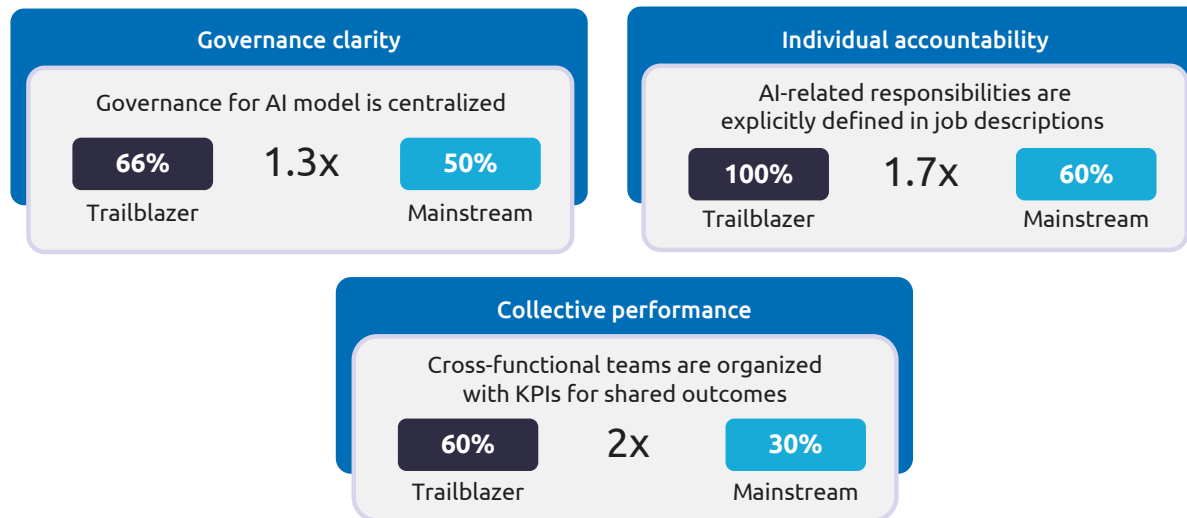 Governance clarity
Governance for AI model is centralized
66%
1.3x
50%
Trailblazer
Mainstream
Individual accountability
AI-related responsibilities are
explicitly defined in job descriptions
100%
1.7x
60%
Trailblazer
Mainstream
Collective performance
Cross-functional teams are organized
with KPIs for shared outcomes
60%
2x
30%
Trailblazer
Mainstream